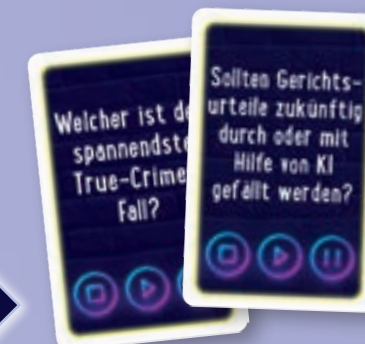 Welcher ist de
spannendste
True-Crime
Fall?
Sollten Gerichts-
urteile zukünftig
durch oder mit
Hilfe von KI
gefällt werden?